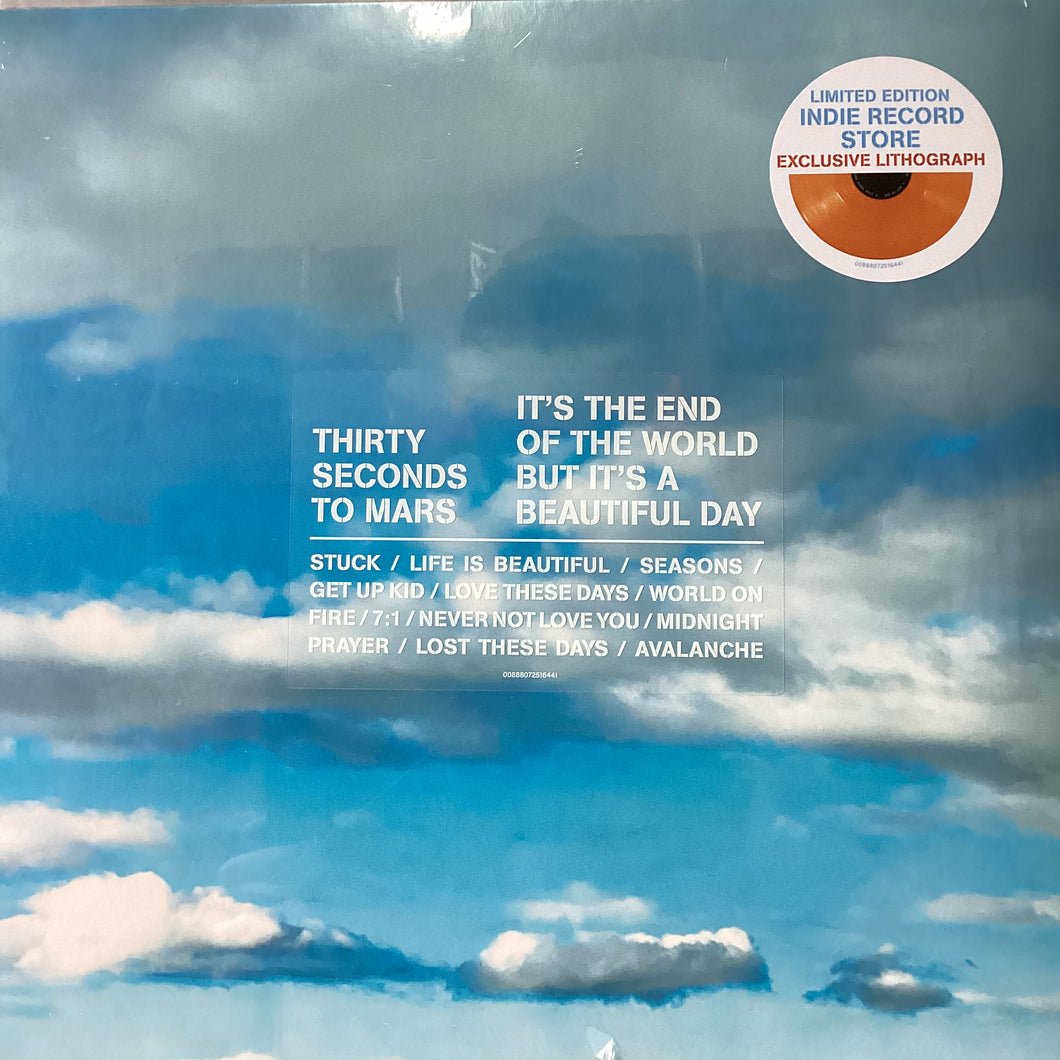 LIMITED EDITION
INDIE RECORD
STORE
EXCLUSIVE LITHOGRAPH
00888072516441
THIRTY
SECONDS
TO MARS
IT'S THE END
OF THE WORLD
BUT IT'S A
BEAUTIFUL DAY
STUCK / LIFE IS BEAUTIFUL / SEASONS /
GET UP KID / LOVE THESE DAYS / WORLD ON
FIRE / 7:1 / NEVER NOT LOVE YOU / MIDNIGHT
PRAYER / LOST THESE DAYS / AVALANCHE
00888072516441